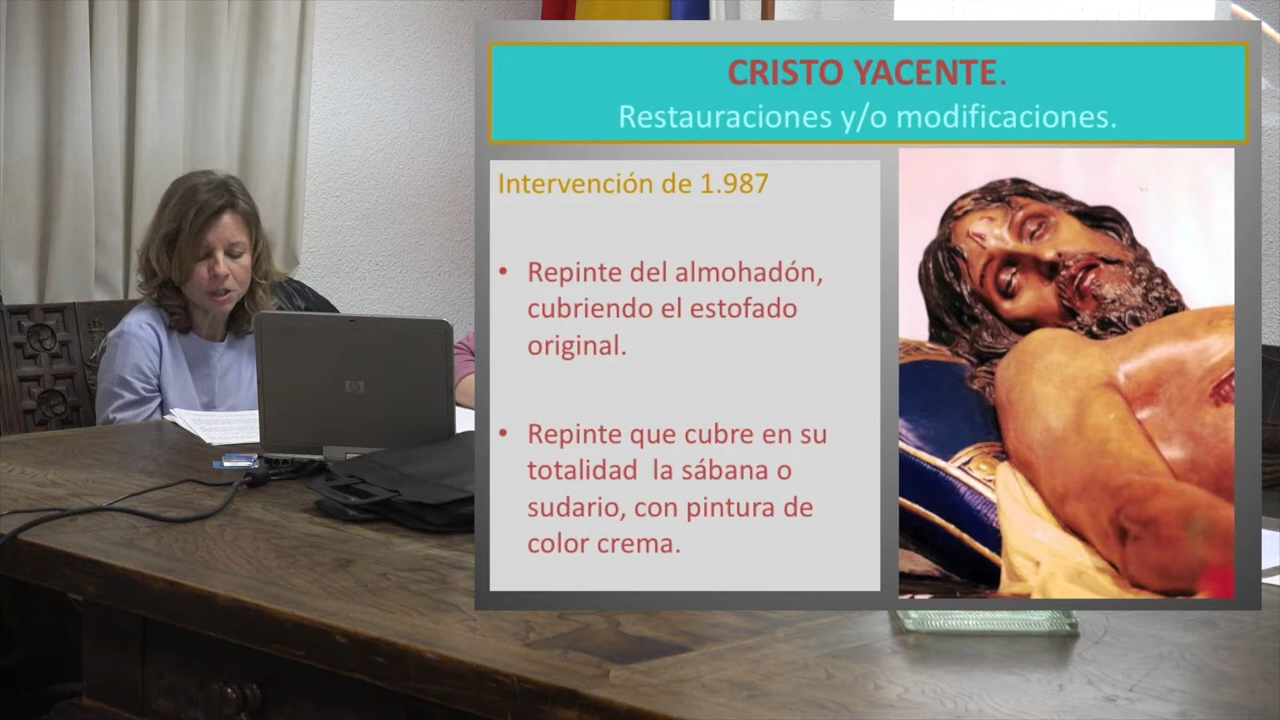 CRISTO YACENTE.
Restauraciones y/o modificaciones.
Intervención de 1.987
• Repinte del almohadón,
cubriendo el estofado
original.
• Repinte que cubre en su
totalidad la sábana o
sudario, con pintura de
color crema.
hp